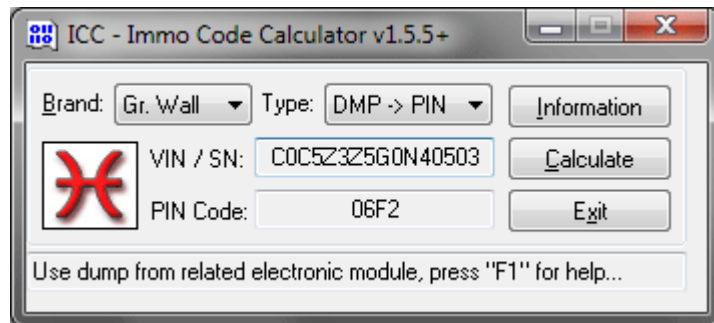 ICC - Immo Code Calculator v1.5.5+
Brand: Gr. Wall Type: DMP -> PIN Information
VIN / SN: C0C5Z3Z5G0N40503 Calculate
PIN Code: 06F2 Exit
Use dump from related electronic module, press "F1" for help...